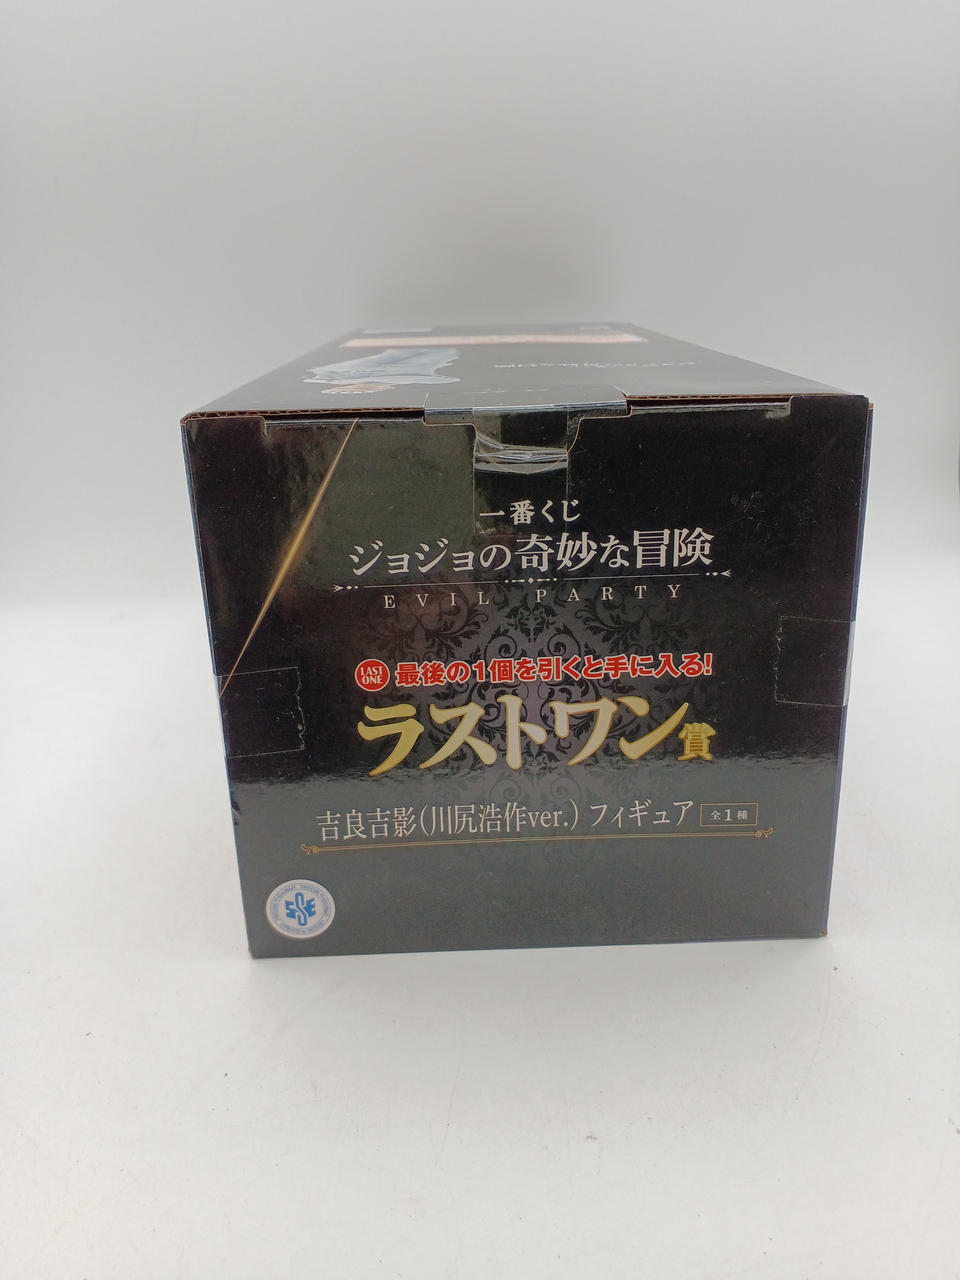 一番くじ
ジョジョの奇妙な冒険
EVIL PARTY
LAST ONE 最後の1個を引くと手に入る!
ラストワン賞
吉良吉影(川尻浩作ver.) フィギュア 全1種